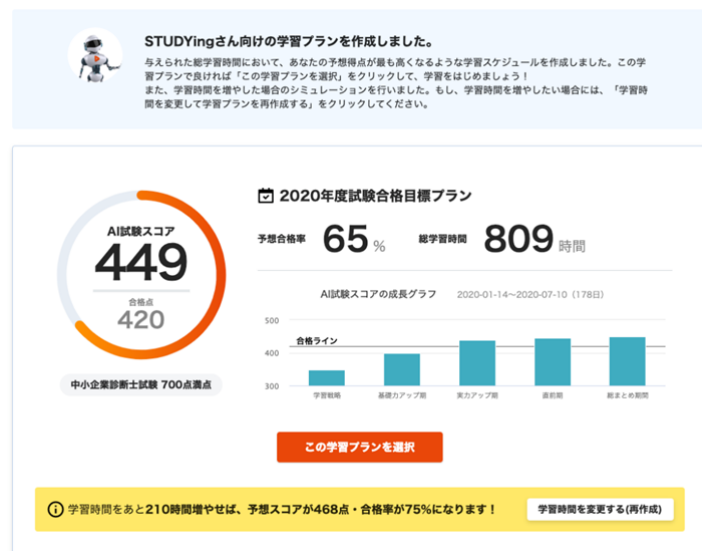 STUDYingさん向けの学習プランを作成しました。
与えられた総学習時間において、あなたの予想得点が最も高くなるような学習スケジュールを作成しました。この学
習プランで良ければ「この学習プランを選択」をクリックして、学習をはじめましょう！
また、学習時間を増やした場合のシミュレーションを行いました。もし、学習時間を増やしたい場合には、「学習時
間を変更して学習プランを再作成する」をクリックしてください。
AI試験スコア
449
合格点
420
中小企業診断士試験 700点満点
2020年度試験合格目標プラン
予想合格率 65 % 総学習時間 809 時間
AI試験スコアの成長グラフ 2020-01-14〜2020-07-10（178日）
500
合格ライン
400
300
学習戦略 基礎力アップ期 実力アップ期 直前期 総まとめ期間
この学習プランを選択
学習時間をあと210時間増やせば、予想スコアが468点・合格率が75%になります！
学習時間を変更する(再作成)